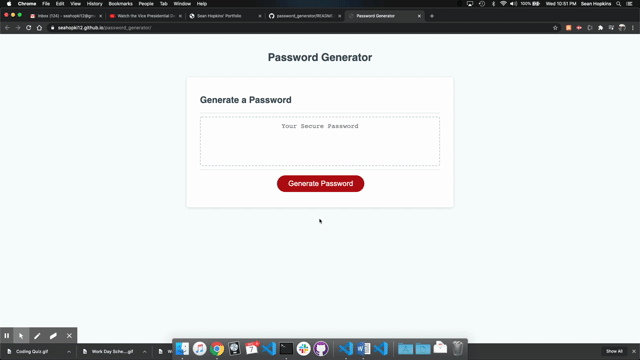 Chrome File Edit View History Bookmarks People Tab Window Help 100% Wed 10:51 PM Sean Hopkins
Inbox (124) - seahopkt12@gm
Watch the Vice Presidential D
Sean Hopkins' Portfolio
password_generator/README
Password Generator
seahopkt12.github.io/password_generator/
Password Generator
Generate a Password
Your Secure Password
Generate Password
Coding Quiz.gif
Work Day Sche....gif
Show All